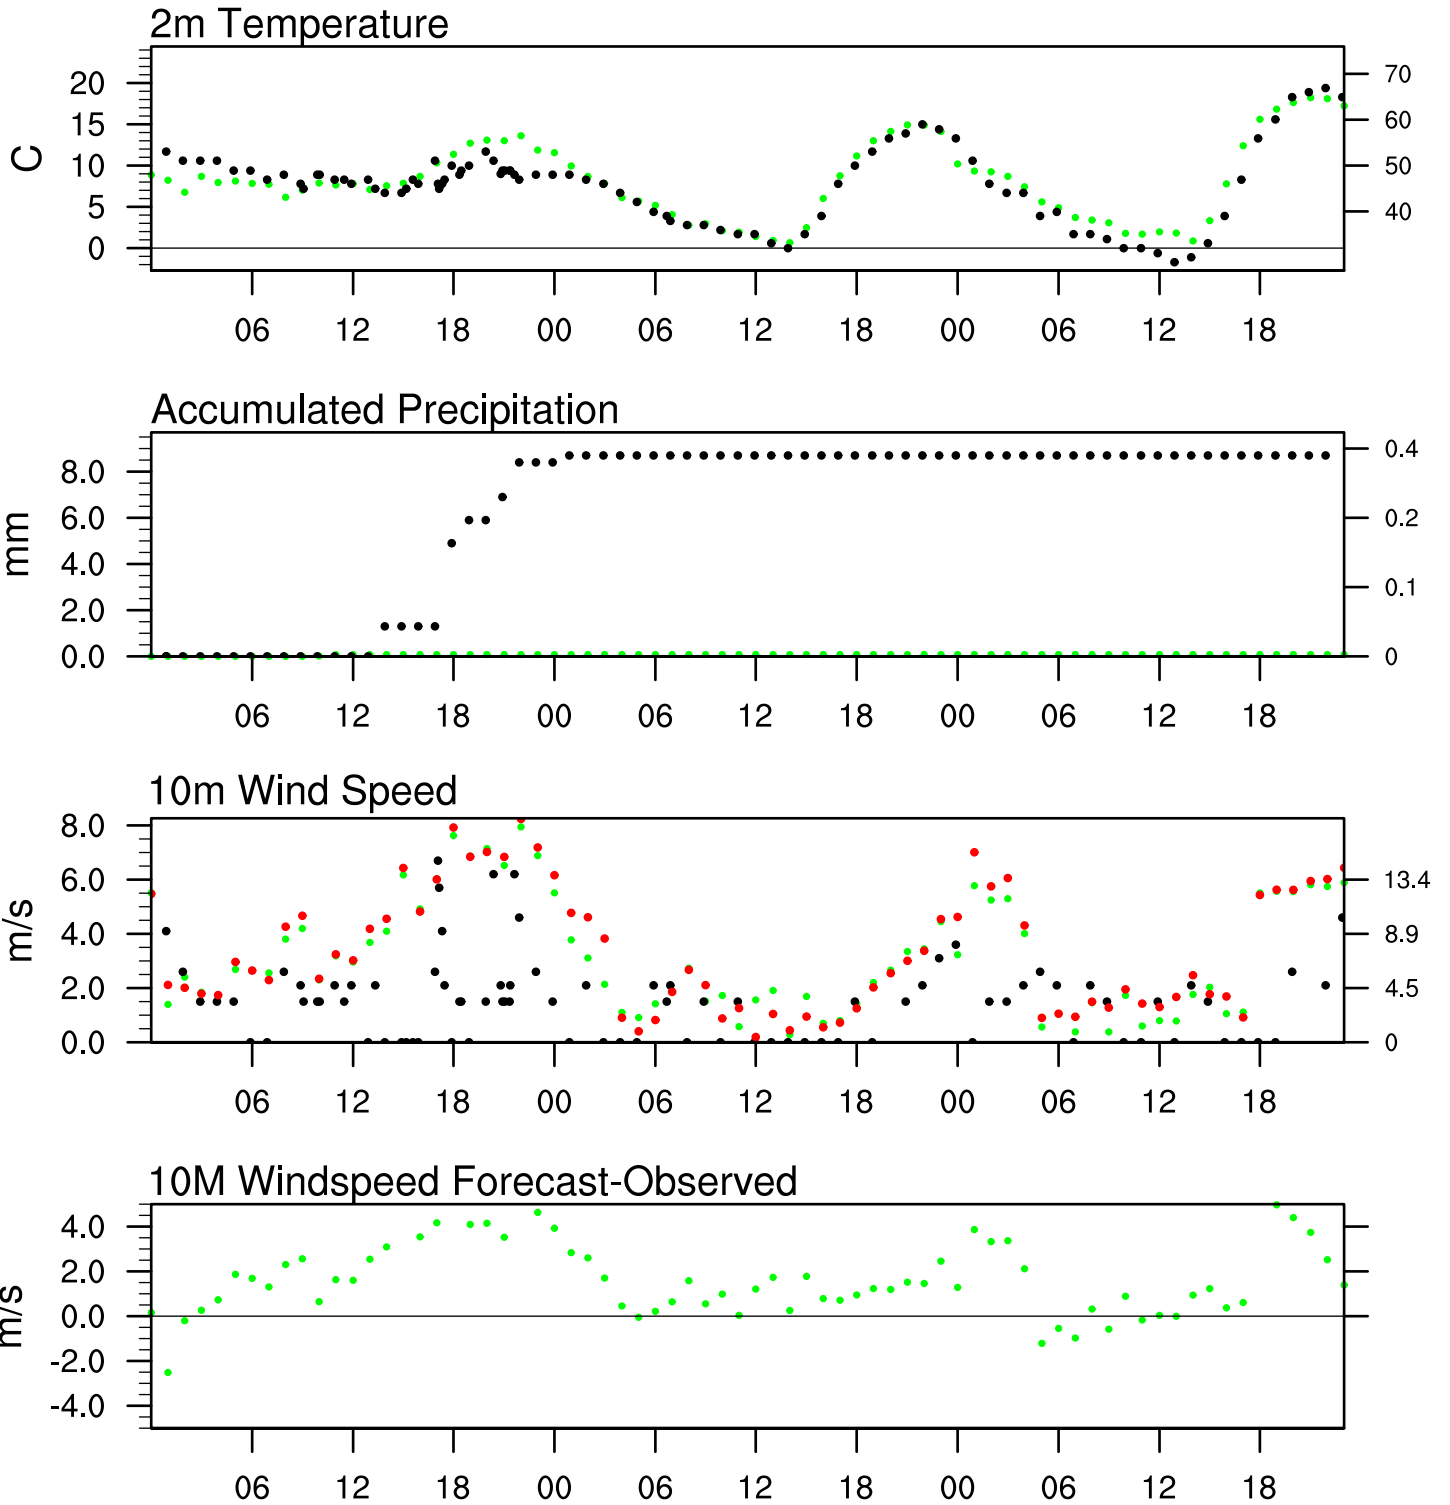 2m Temperature
C
20
15
10
5
0
70
60
50
40
06 12 18 00 06 12 18 00 06 12 18
Accumulated Precipitation
mm
8.0
6.0
4.0
2.0
0.0
0.4
0.2
0.1
0
06 12 18 00 06 12 18 00 06 12 18
10m Wind Speed
m/s
8.0
6.0
4.0
2.0
0.0
13.4
8.9
4.5
0
06 12 18 00 06 12 18 00 06 12 18
10M Windspeed Forecast-Observed
m/s
4.0
2.0
0.0
-2.0
-4.0
06 12 18 00 06 12 18 00 06 12 18